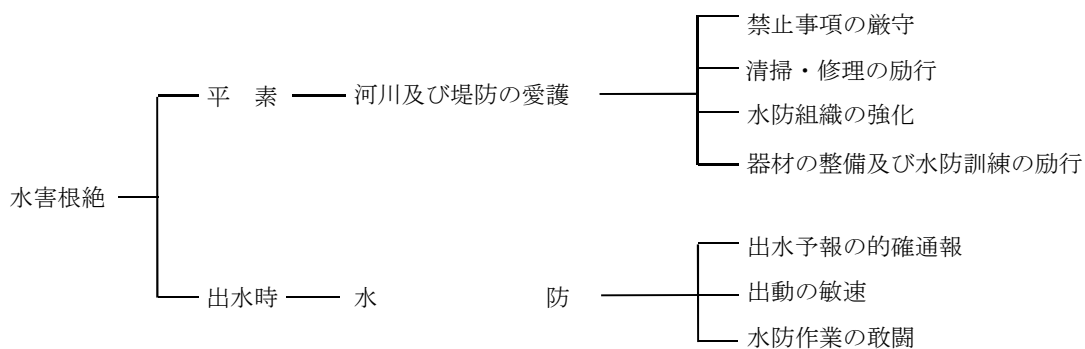 禁止事項の厳守
清掃・修理の励行
平　素
河川及び堤防の愛護
水防組織の強化
器材の整備及び水防訓練の励行
水害根絶
出水予報の的確通報
出水時
水　防
出動の敏速
水防作業の敢闘